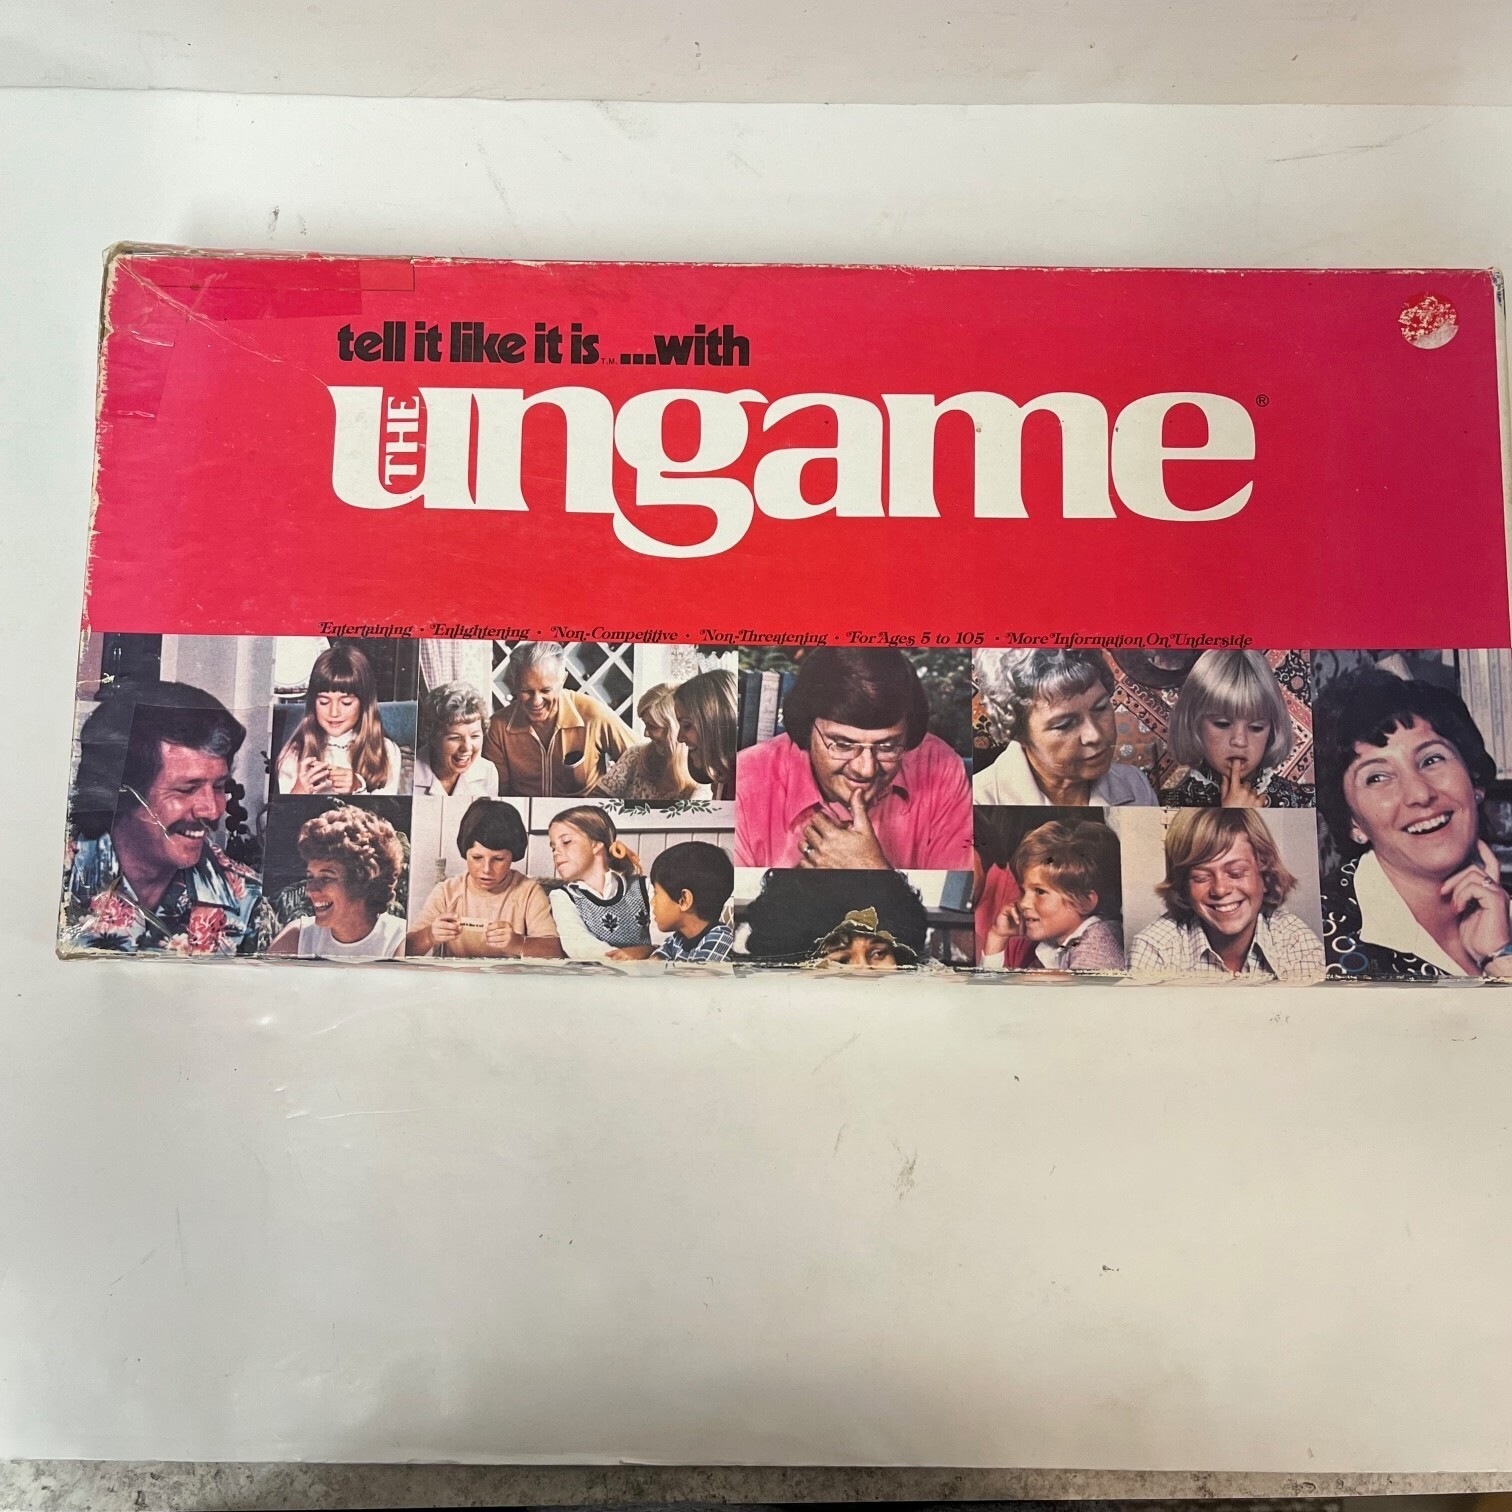 tell it like it is T.M. ...with
THE ungame ®
Entertaining · Enlightening · Non-Competitive · Non-Threatening · For Ages 5 to 105 · More Information On Underside